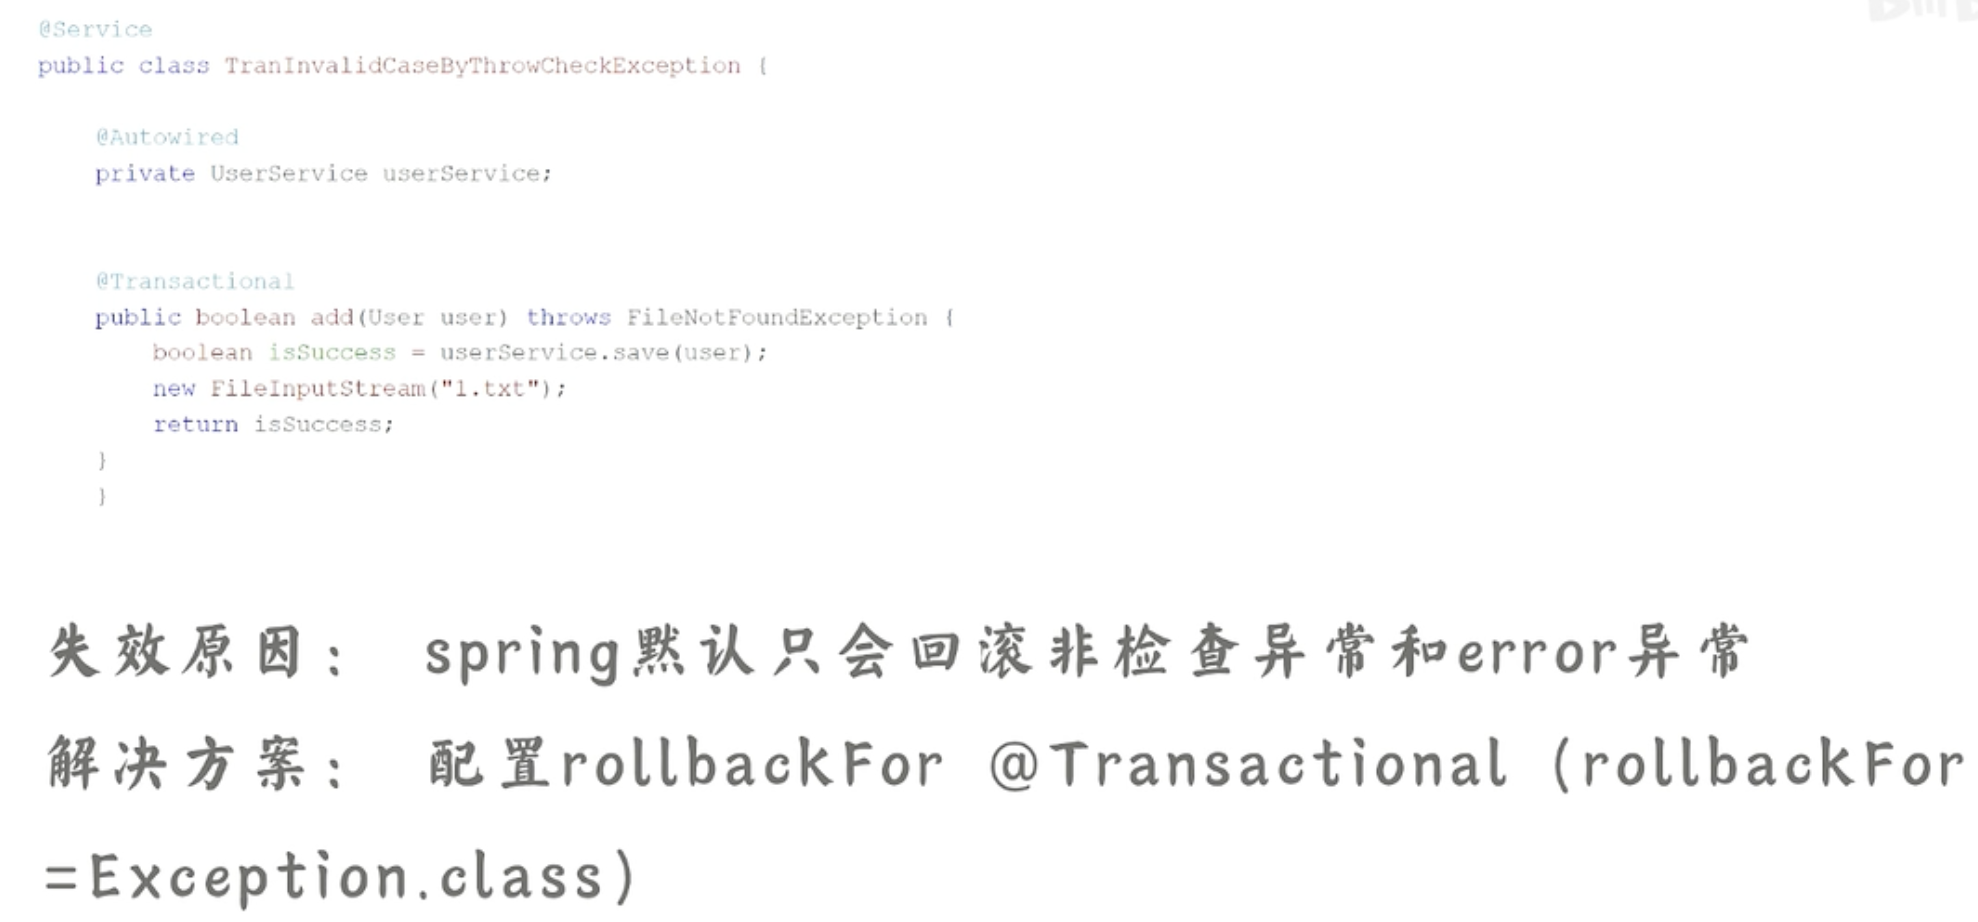 @Service
public class TranInvalidCaseByThrowCheckException {
@Autowired
private UserService userService;
@Transactional
public boolean add(User user) throws FileNotFoundException {
boolean isSuccess = userService.save(user);
new FileInputStream("1.txt");
return isSuccess;
}
}
失效原因： spring默认只会回滚非检查异常和error异常
解决方案： 配置rollbackFor @Transactional (rollbackFor
=Exception.class)